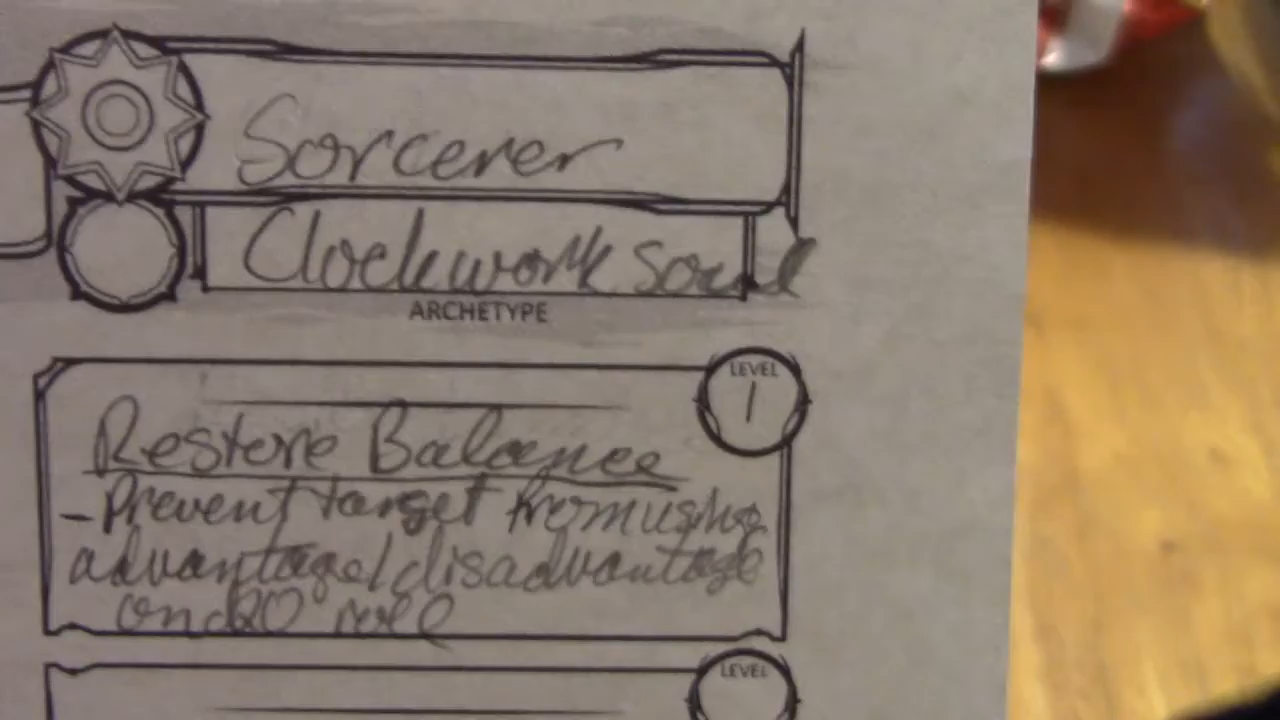 Sorcerer
Clockwork Soul
ARCHETYPE
LEVEL
1
Restore Balance
- Prevent target from using
advantage/disadvantage
on d20 roll
LEVEL